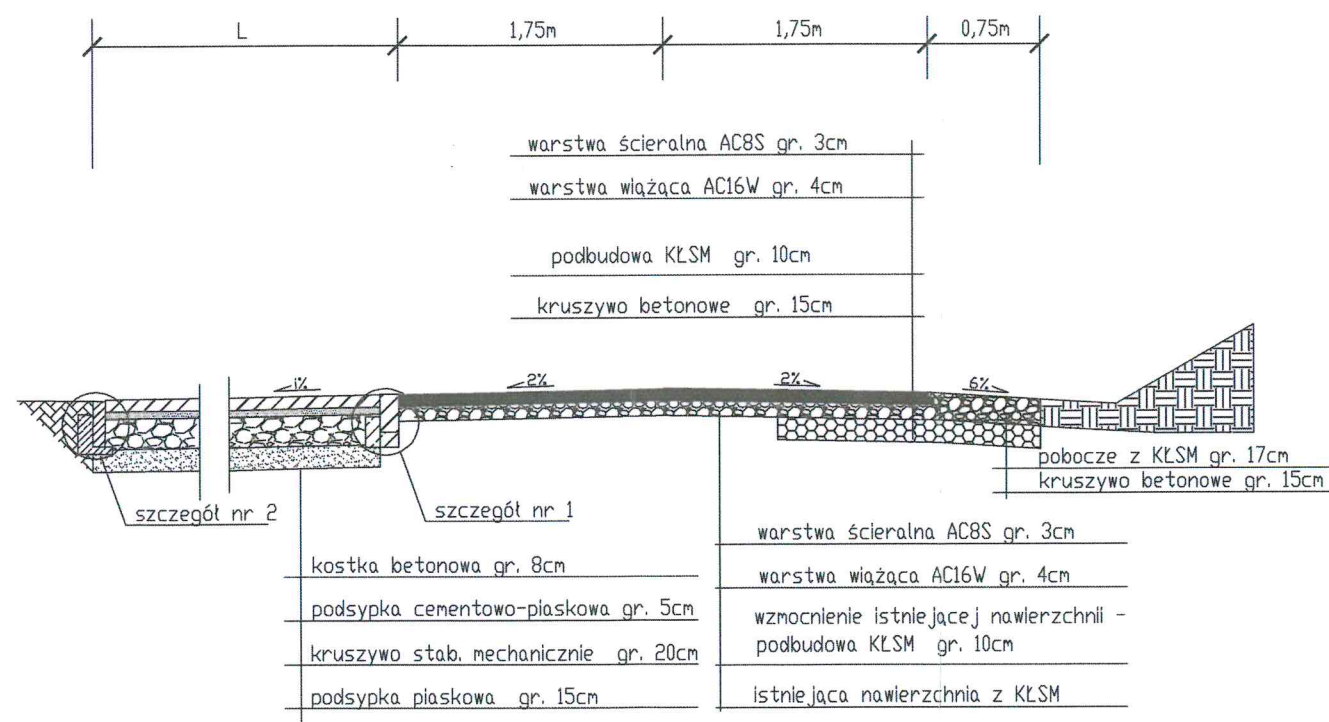 L
1,75m
1,75m
0,75m
warstwa ścieralna AC8S gr. 3cm
warstwa wiążąca AC16W gr. 4cm
podbudowa KŁSM gr. 10cm
kruszywo betonowe gr. 15cm
1%
2%
2%
6%
pobocze z KŁSM gr. 17cm
kruszywo betonowe gr. 15cm
szczegół nr 2
szczegół nr 1
kostka betonowa gr. 8cm
podsypka cementowo-piaskowa gr. 5cm
kruszywo stab. mechanicznie gr. 20cm
podsypka piaskowa gr. 15cm
warstwa ścieralna AC8S gr. 3cm
warstwa wiążąca AC16W gr. 4cm
wzmocnienie istniejącej nawierzchnii -
podbudowa KŁSM gr. 10cm
istniejąca nawierzchnia z KŁSM